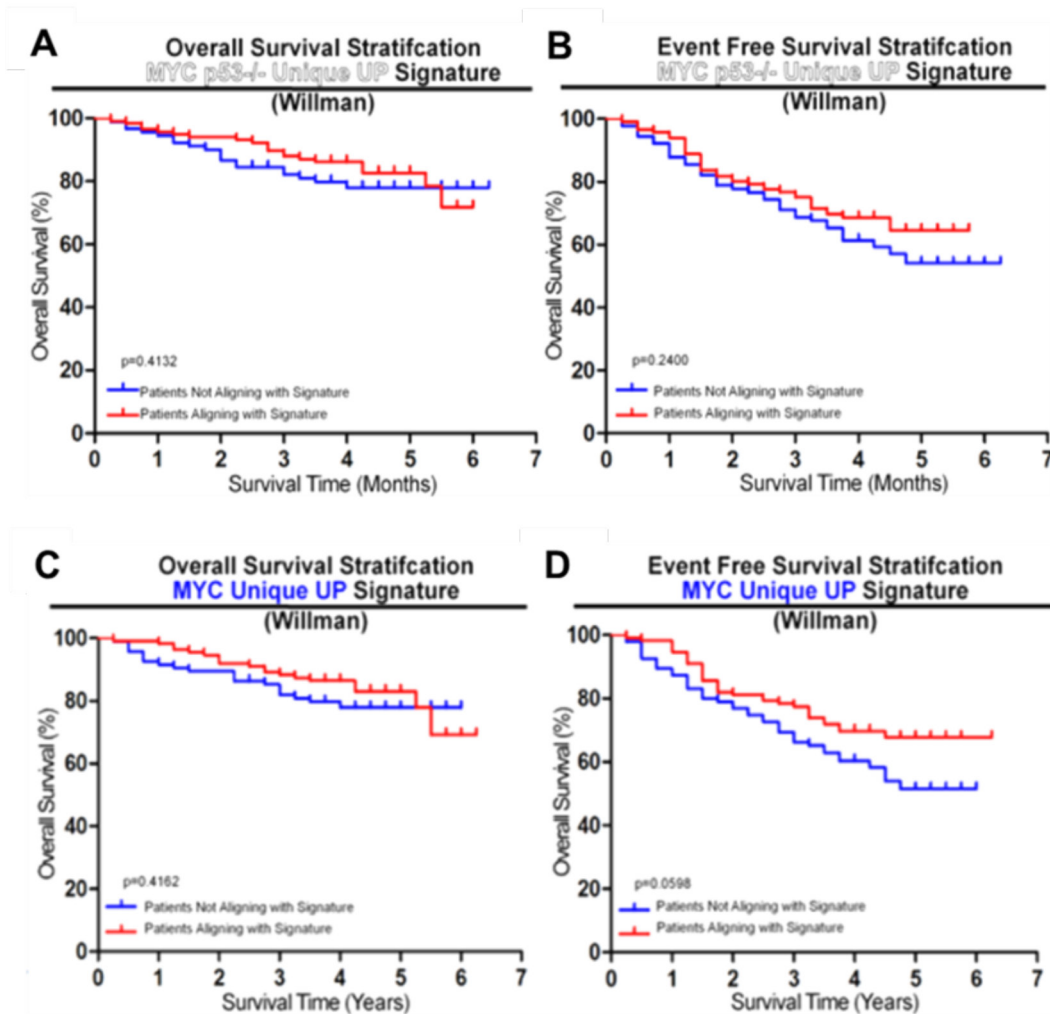 A
Overall Survival Stratifcation
MYC p53-/- Unique UP Signature
(Willman)
100
80
60
40
20
0
Overall Survival (%)
p=0.4132
Patients Not Aligning with Signature
Patients Aligning with Signature
0 1 2 3 4 5 6 7
Survival Time (Months)
B
Event Free Survival Stratifcation
MYC p53-/- Unique UP Signature
(Willman)
100
80
60
40
20
0
Overall Survival (%)
p=0.2400
Patients Not Aligning with Signature
Patients Aligning with Signature
0 1 2 3 4 5 6 7
Survival Time (Months)
C
Overall Survival Stratifcation
MYC Unique UP Signature
(Willman)
100
80
60
40
20
0
Overall Survival (%)
p=0.4162
Patients Not Aligning with Signature
Patients Aligning with Signature
0 1 2 3 4 5 6 7
Survival Time (Years)
D
Event Free Survival Stratifcation
MYC Unique UP Signature
(Willman)
100
80
60
40
20
0
Overall Survival (%)
p=0.0598
Patients Not Aligning with Signature
Patients Aligning with Signature
0 1 2 3 4 5 6 7
Survival Time (Years)